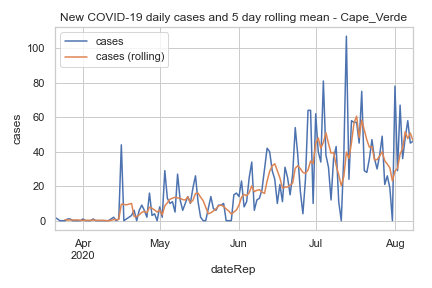 New COVID-19 daily cases and 5 day rolling mean - Cape_Verde
cases
cases (rolling)
100
80
60
40
20
0
cases
Apr
2020
May
Jun
Jul
Aug
dateRep